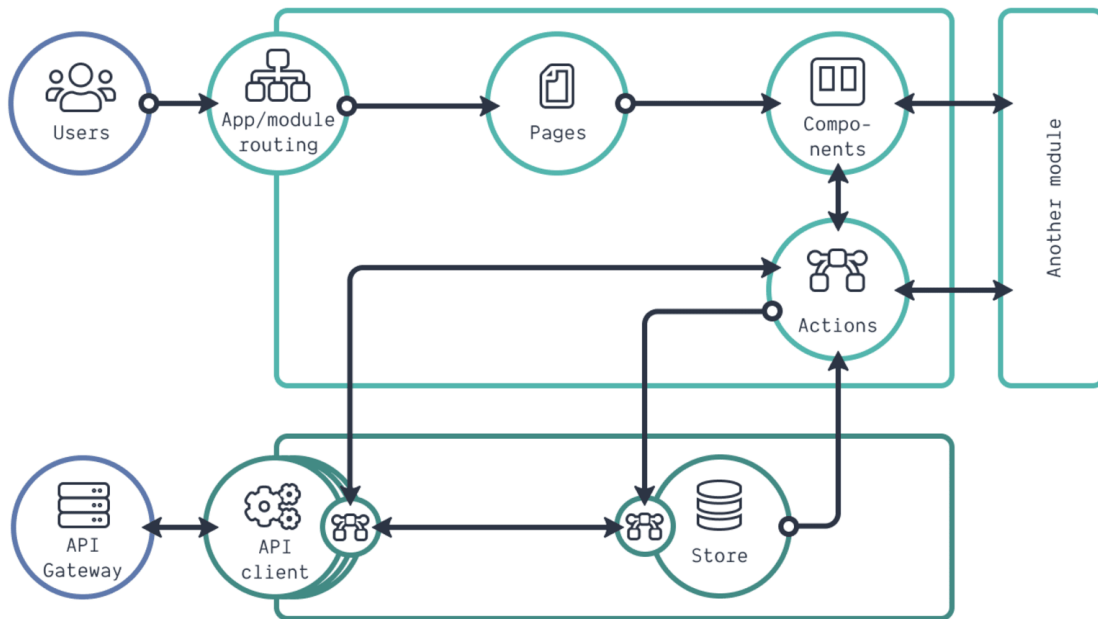 Users
App/module
routing
Pages
Compo-
nents
Another module
Actions
API
Gateway
API
client
Store